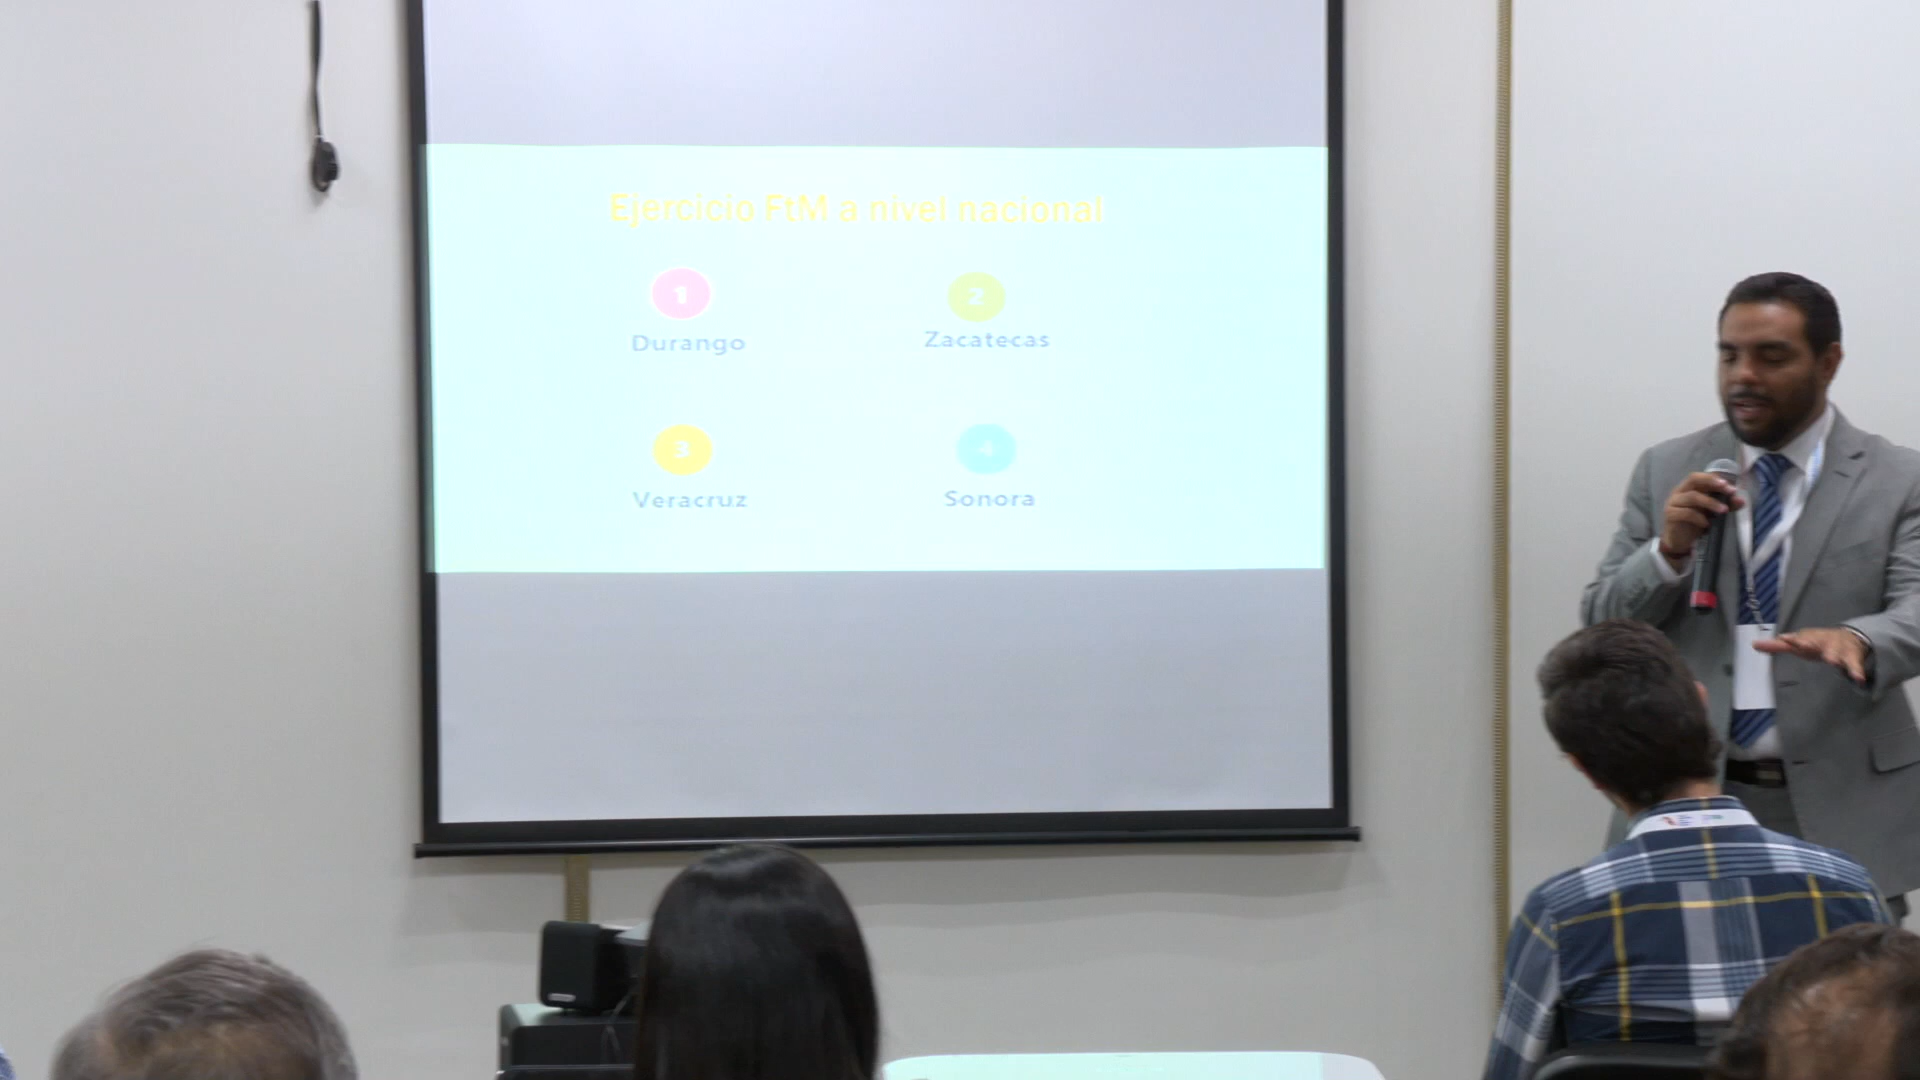 Ejercicio FtM a nivel nacional
1
2
Durango
Zacatecas
3
4
Veracruz
Sonora